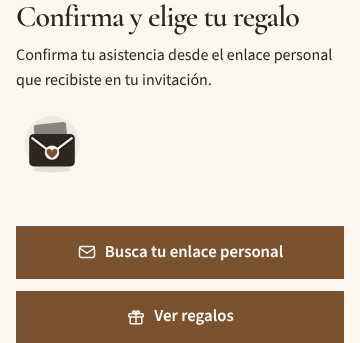 Confirma y elige tu regalo
Confirma tu asistencia desde el enlace personal
que recibiste en tu invitación.
Busca tu enlace personal
Ver regalos